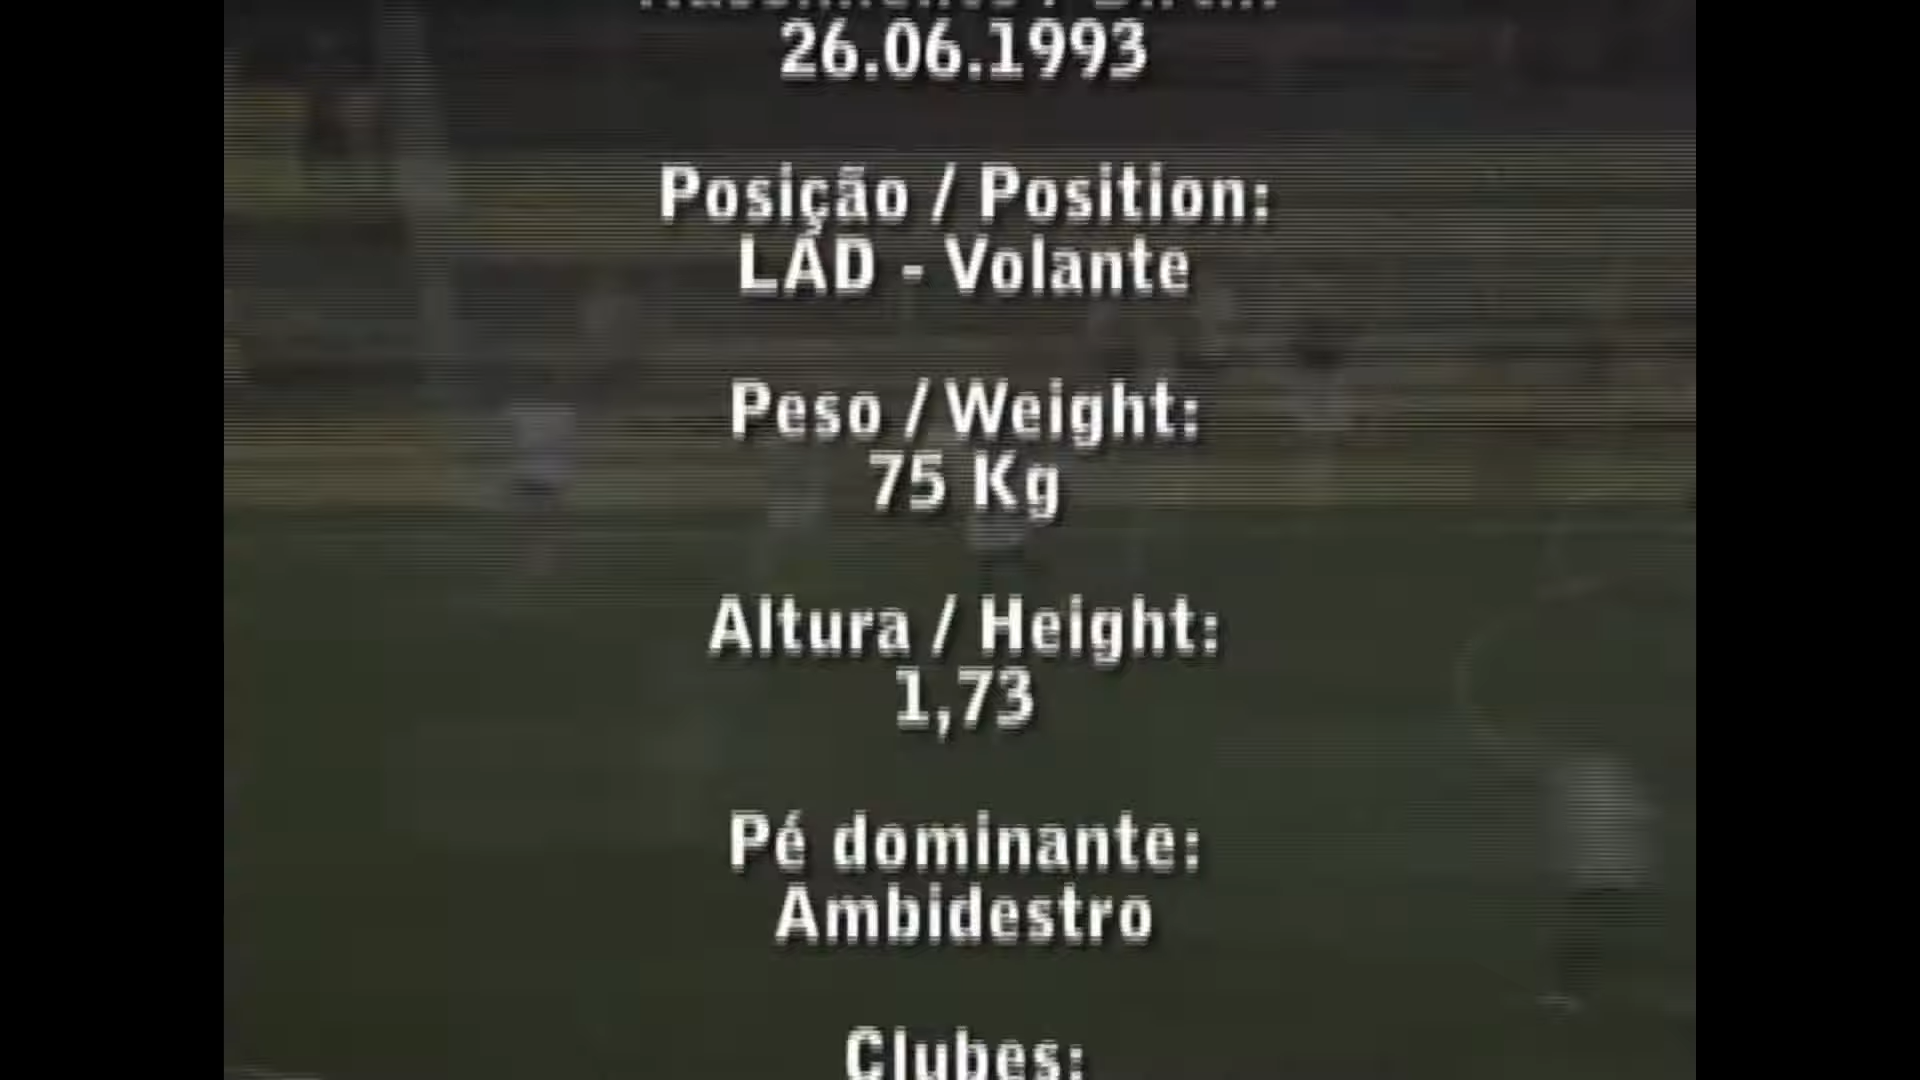 26.06.1993
Posição / Position:
LAD - Volante
Peso / Weight:
75 Kg
Altura / Height:
1,73
Pé dominante:
Ambidestro
Clubes: